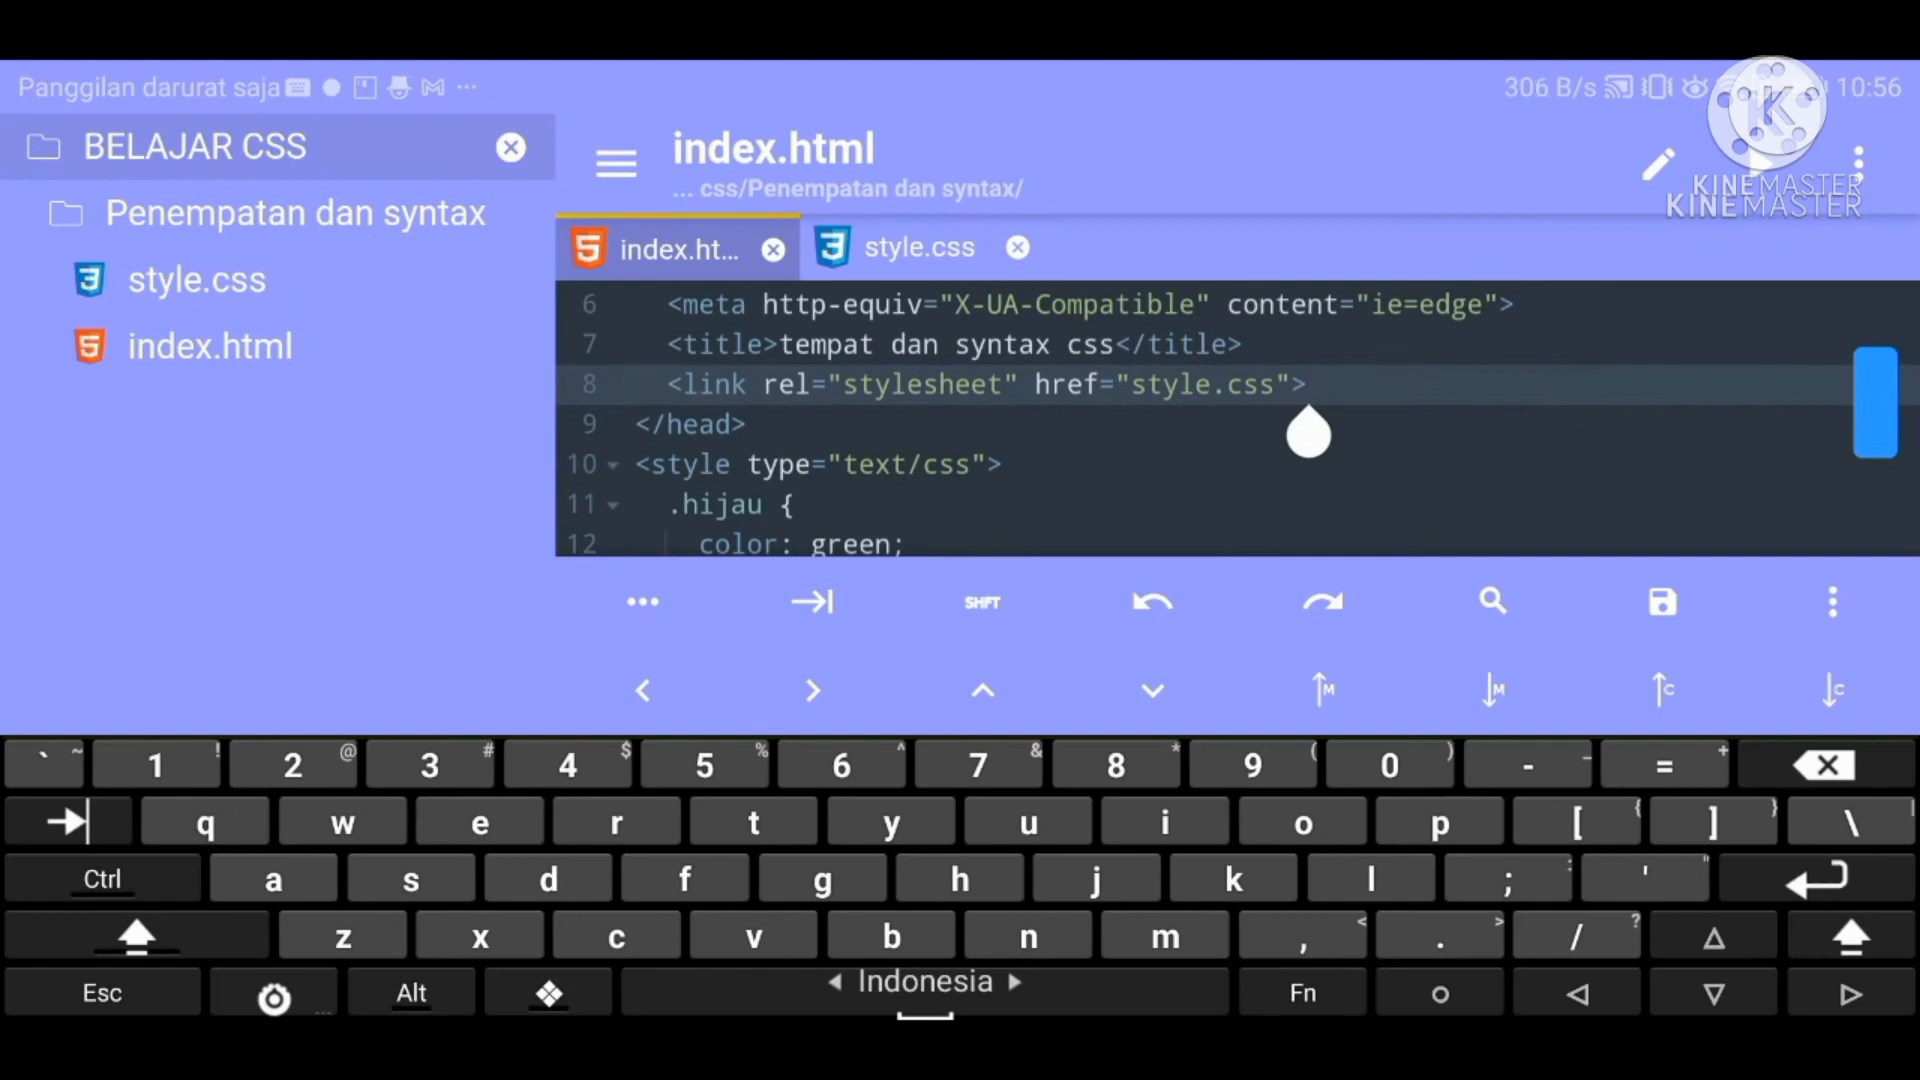 Panggilan darurat saja ...
306 B/s 10:56
BELAJAR CSS
Penempatan dan syntax
style.css
index.html
index.html
... css/Penempatan dan syntax/
K
KINEMASTER
KINEMASTER
index.ht... style.css
6 <meta http-equiv="X-UA-Compatible" content="ie=edge">
7 <title>tempat dan syntax css</title>
8 <link rel="stylesheet" href="style.css">
9 </head>
10 <style type="text/css">
11 .hijau {
12 color: green;
SHFT
M M C C
` ~ 1 ! 2 @ 3 # 4 $ 5 % 6 ^ 7 & 8 * 9 ( 0 ) - _ = +
q w e r t y u i o p [ { ] } \ |
Ctrl a s d f g h j k l ; : ' "
z x c v b n m , < . > / ?
Esc ... Alt Indonesia Fn